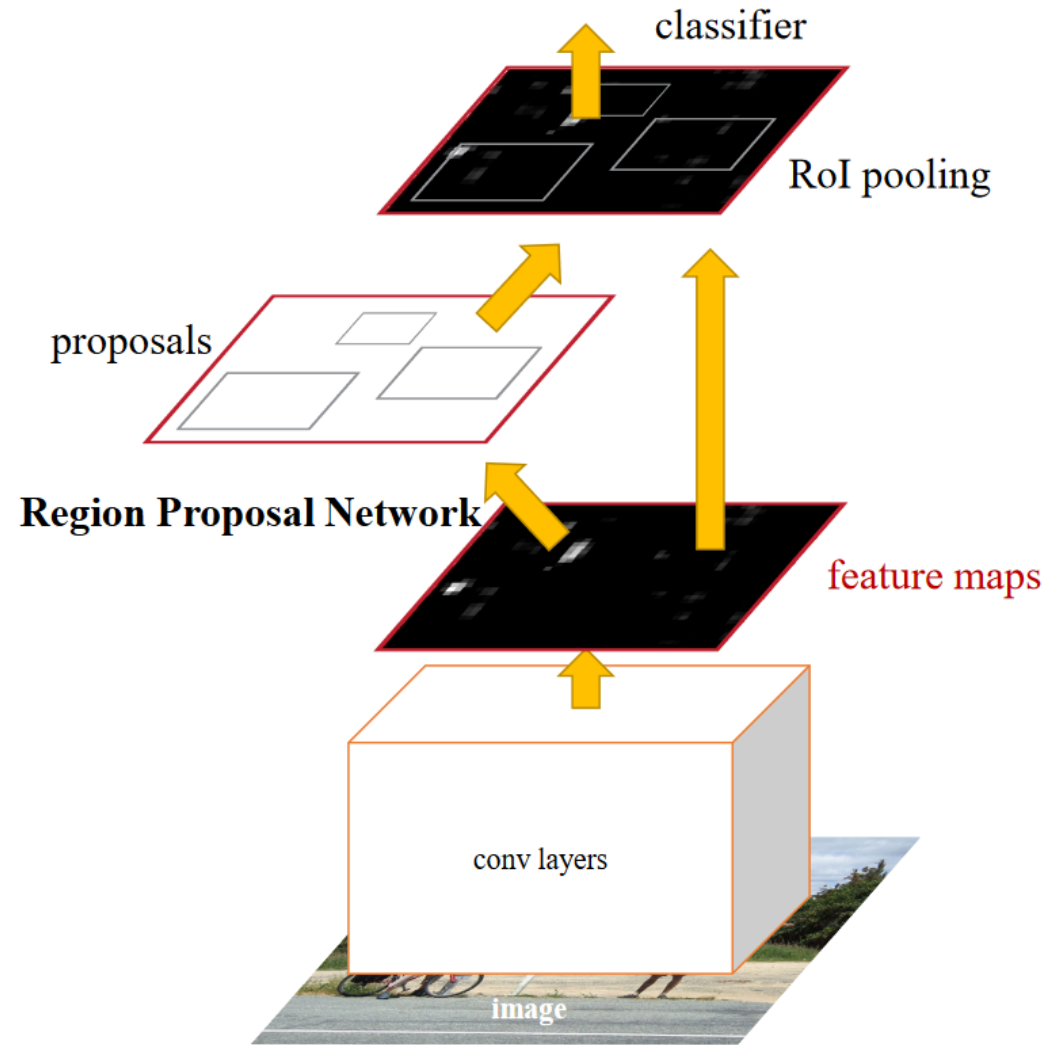 classifier
RoI pooling
proposals
Region Proposal Network
feature maps
conv layers
image